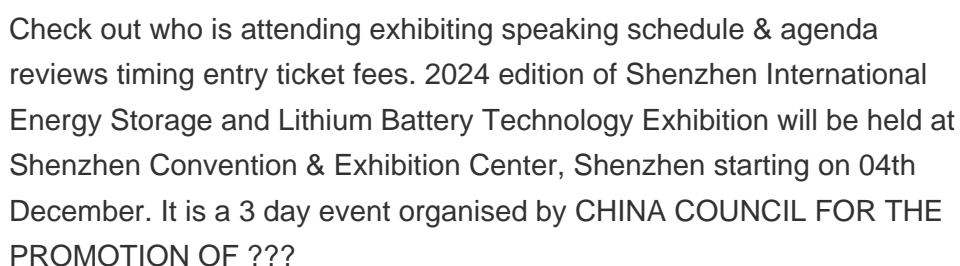 Check out who is attending exhibiting speaking schedule & agenda
reviews timing entry ticket fees. 2024 edition of Shenzhen International
Energy Storage and Lithium Battery Technology Exhibition will be held at
Shenzhen Convention & Exhibition Center, Shenzhen starting on 04th
December. It is a 3 day event organised by CHINA COUNCIL FOR THE
PROMOTION OF ???